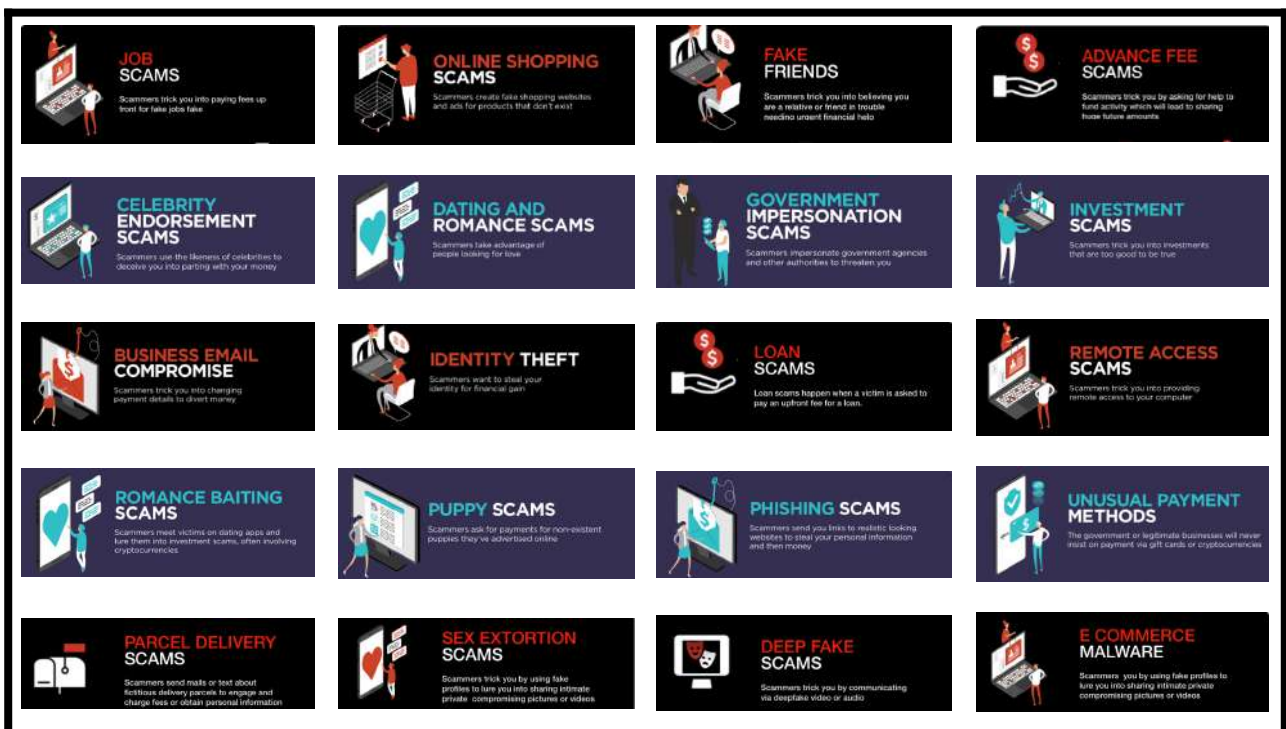 JOB
SCAMS
Scammers trick you into paying fees up
front for fake jobs fake
ONLINE SHOPPING
SCAMS
Scammers create fake shopping websites
and ads for products that don't exist
FAKE
FRIENDS
Scammers trick you into believing you
are a relative or friend in trouble
needing urgent financial help
ADVANCE FEE
SCAMS
Scammers trick you by asking for help to
fund activity which will lead to sharing
huge future amounts
CELEBRITY
ENDORSEMENT
SCAMS
Scammers use the likeness of celebrities to
deceive you into parting with your money
DATING AND
ROMANCE SCAMS
Scammers take advantage of
people looking for love
GOVERNMENT
IMPERSONATION
SCAMS
Scammers impersonate government agencies
and other authorities to threaten you
INVESTMENT
SCAMS
Scammers trick you into investments
that are too good to be true
BUSINESS EMAIL
COMPROMISE
Scammers trick you into changing
payment details to divert money
IDENTITY THEFT
Scammers want to steal your
identity for financial gain
LOAN
SCAMS
Loan scams happen when a victim is asked to
pay an upfront fee for a loan.
REMOTE ACCESS
SCAMS
Scammers trick you into providing
remote access to your computer
ROMANCE BAITING
SCAMS
Scammers meet victims on dating apps and
lure them into investment scams, often involving
cryptocurrencies
PUPPY SCAMS
Scammers ask for payments for non-existent
puppies they've advertised online
PHISHING SCAMS
Scammers send you links to realistic looking
websites to steal your personal information
and then money
UNUSUAL PAYMENT
METHODS
The government or legitimate businesses will never
insist on payment via gift cards or cryptocurrencies
PARCEL DELIVERY
SCAMS
Scammers send mails or text about
fictitious delivery parcels to engage and
charge fees or obtain personal information
SEX EXTORTION
SCAMS
Scammers trick you by using fake
profiles to lure you into sharing intimate
private compromising pictures or videos
DEEP FAKE
SCAMS
Scammers trick you by communicating
via deepfake video or audio
E COMMERCE
MALWARE
Scammers you by using fake profiles to
lure you into sharing intimate private
compromising pictures or videos